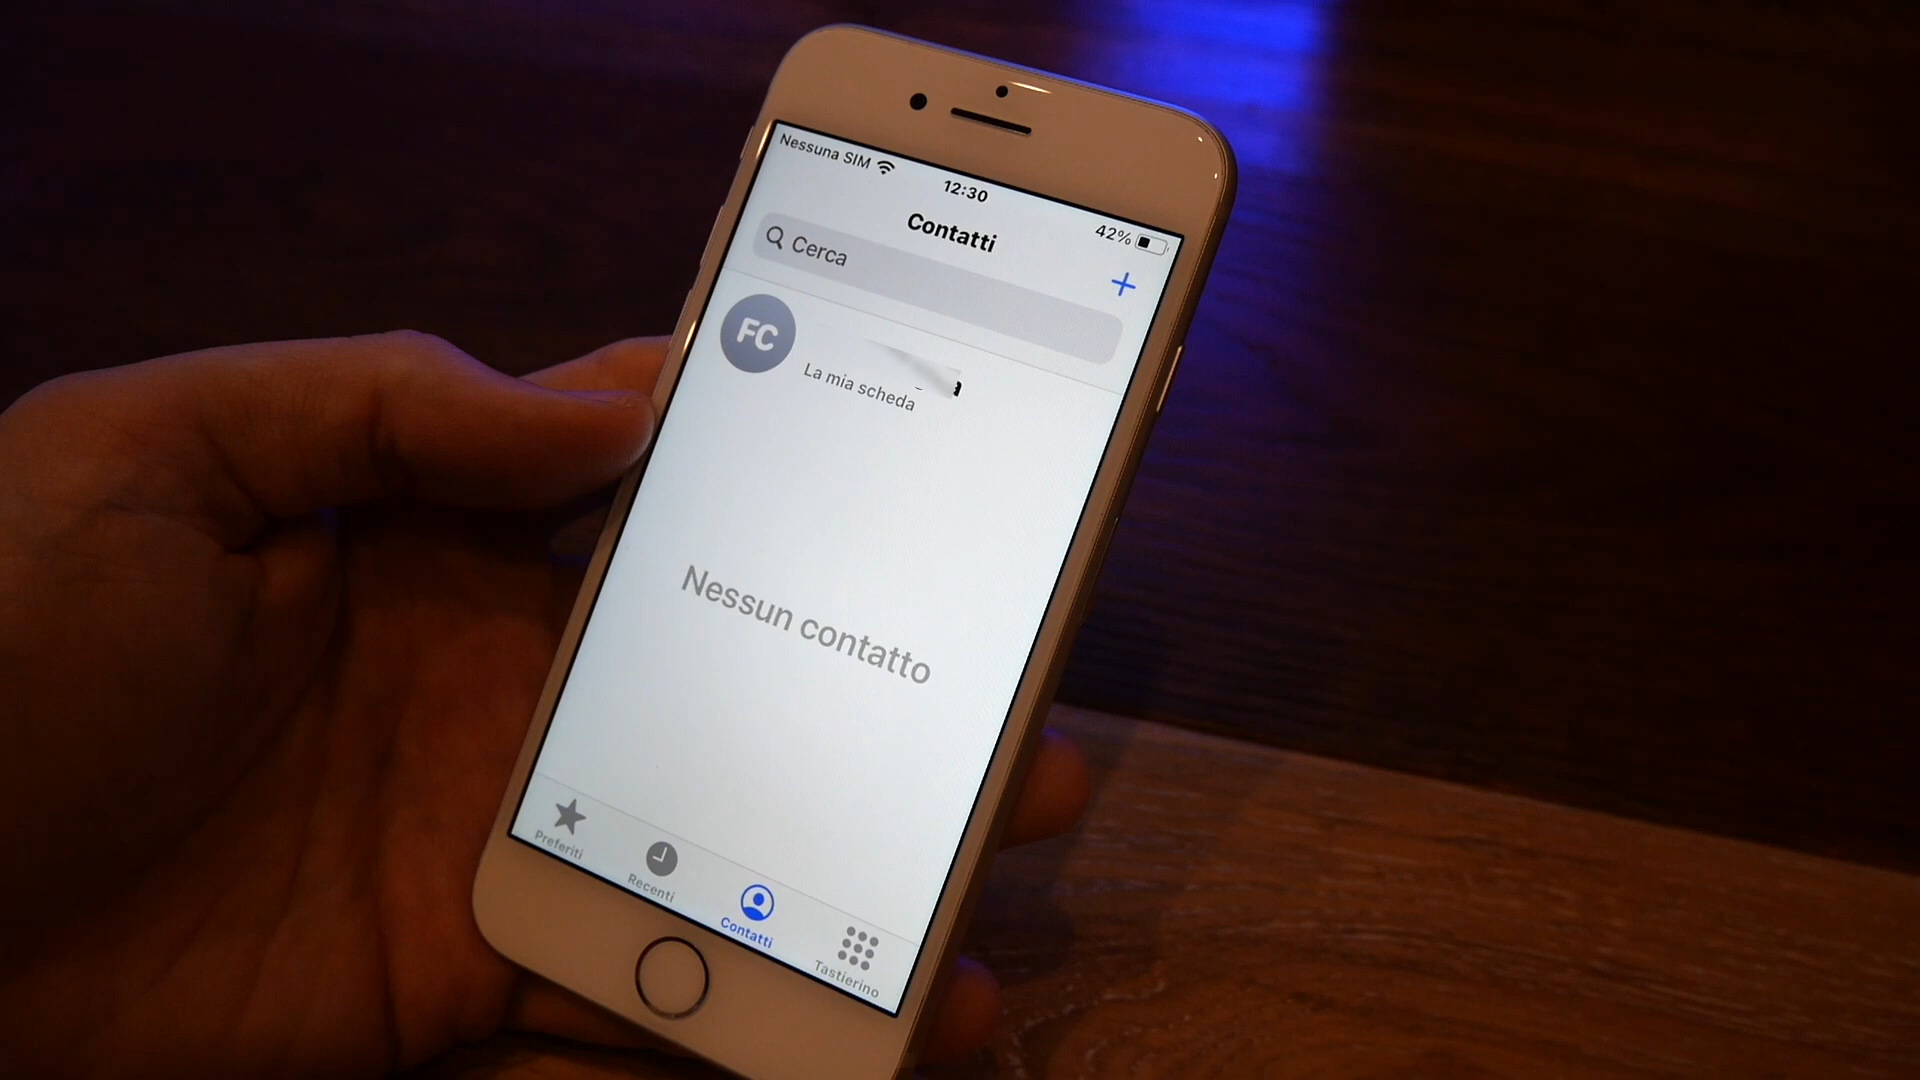 Nessuna SIM
12:30
42%
Contatti
Cerca
FC
La mia scheda
Nessun contatto
Preferiti
Recenti
Contatti
Tastierino